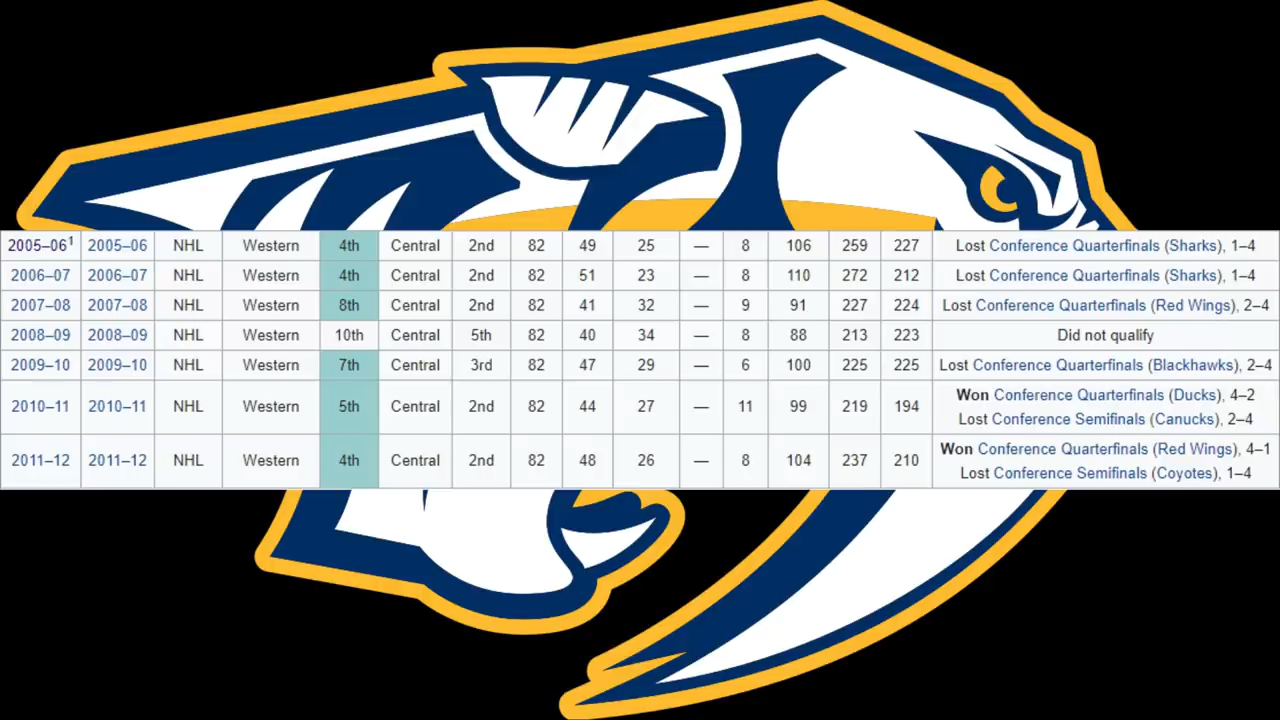 2005–06¹ 2005–06 NHL Western 4th Central 2nd 82 49 25 — 8 106 259 227 Lost Conference Quarterfinals (Sharks), 1–4
2006–07 2006–07 NHL Western 4th Central 2nd 82 51 23 — 8 110 272 212 Lost Conference Quarterfinals (Sharks), 1–4
2007–08 2007–08 NHL Western 8th Central 2nd 82 41 32 — 9 91 227 224 Lost Conference Quarterfinals (Red Wings), 2–4
2008–09 2008–09 NHL Western 10th Central 5th 82 40 34 — 8 88 213 223 Did not qualify
2009–10 2009–10 NHL Western 7th Central 3rd 82 47 29 — 6 100 225 225 Lost Conference Quarterfinals (Blackhawks), 2–4
2010–11 2010–11 NHL Western 5th Central 2nd 82 44 27 — 11 99 219 194 Won Conference Quarterfinals (Ducks), 4–2
Lost Conference Semifinals (Canucks), 2–4
2011–12 2011–12 NHL Western 4th Central 2nd 82 48 26 — 8 104 237 210 Won Conference Quarterfinals (Red Wings), 4–1
Lost Conference Semifinals (Coyotes), 1–4